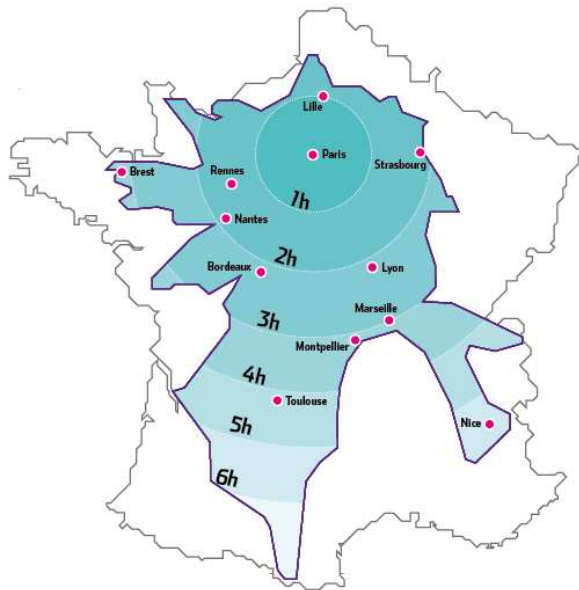 Lille
Paris
Strasbourg
Brest
Rennes
1h
Nantes
2h
Bordeaux
Lyon
Marseille
3h
Montpellier
4h
Toulouse
5h
Nice
6h